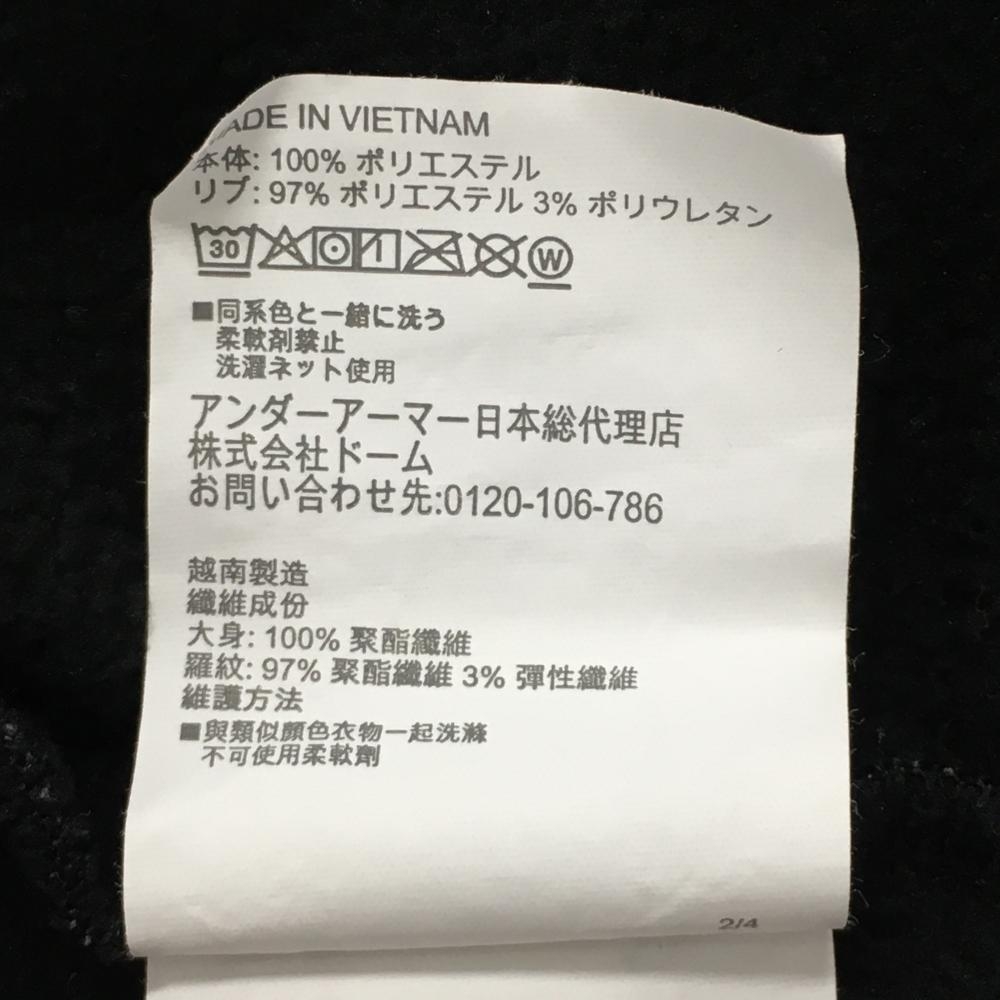 MADE IN VIETNAM
本体: 100% ポリエステル
リブ: 97% ポリエステル 3% ポリウレタン
30 W
■同系色と一緒に洗う
柔軟剤禁止
洗濯ネット使用
アンダーアーマー日本総代理店
株式会社ドーム
お問い合わせ先:0120-106-786
越南製造
纖維成份
大身: 100% 聚酯纖維
羅紋: 97% 聚酯纖維 3% 彈性纖維
維護方法
■與類似顏色衣物一起洗滌
不可使用柔軟劑
2/4